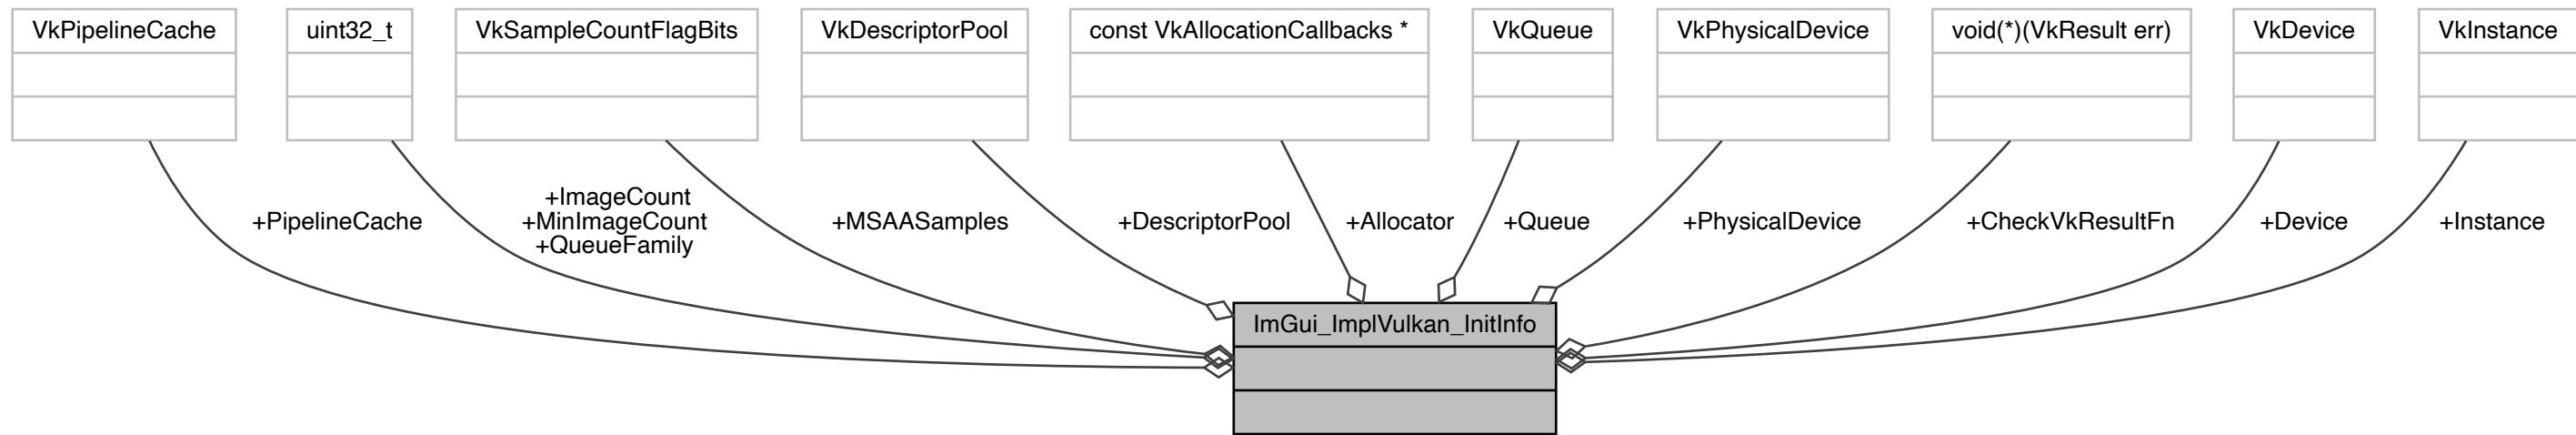 VkPipelineCache
uint32_t
VkSampleCountFlagBits
VkDescriptorPool
const VkAllocationCallbacks *
VkQueue
VkPhysicalDevice
void(*)(VkResult err)
VkDevice
VkInstance
+PipelineCache
+ImageCount
+MinImageCount
+QueueFamily
+MSAASamples
+DescriptorPool
+Allocator
+Queue
+PhysicalDevice
+CheckVkResultFn
+Device
+Instance
ImGui_ImplVulkan_InitInfo